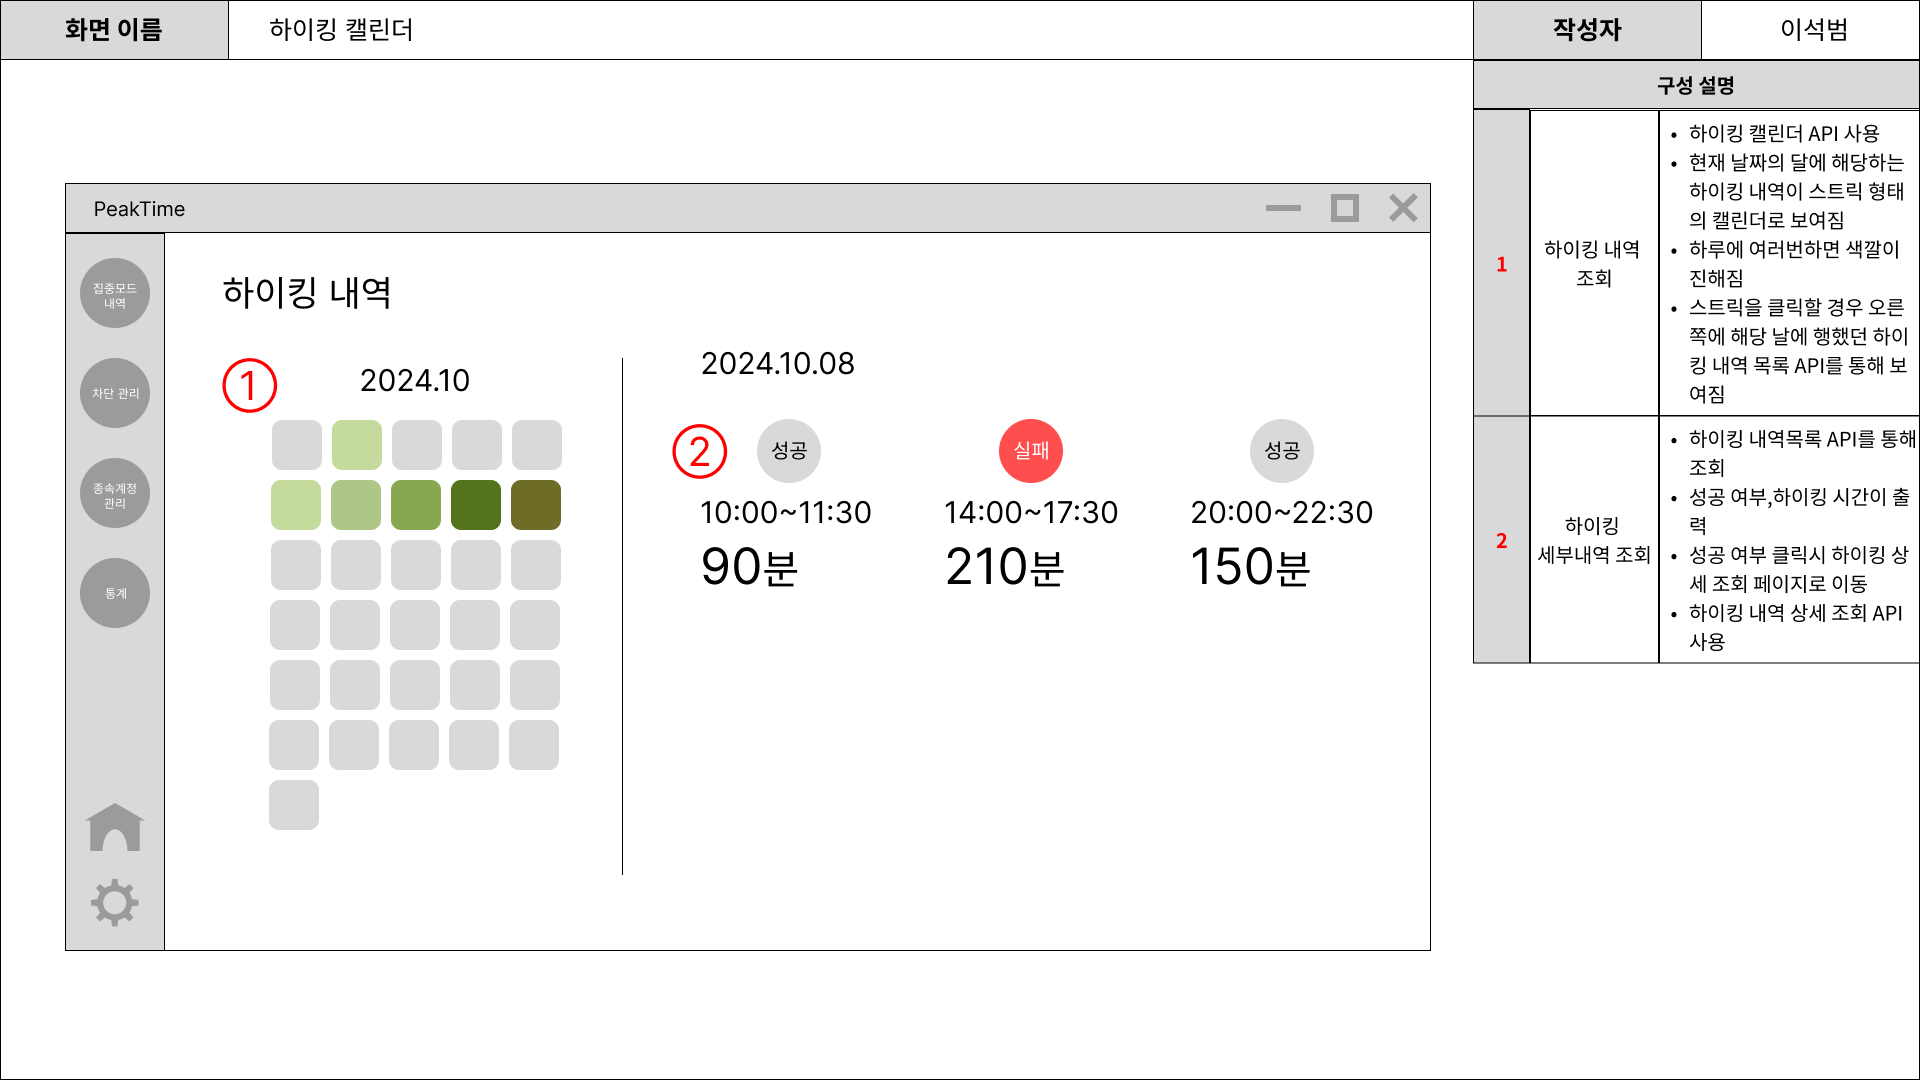 화면 이름
하이킹 캘린더
작성자
이석범
구성 설명
1
하이킹 내역
조회
• 하이킹 캘린더 API 사용
• 현재 날짜의 달에 해당하는
하이킹 내역이 스트릭 형태
의 캘린더로 보여짐
• 하루에 여러번하면 색깔이
진해짐
• 스트릭을 클릭할 경우 오른
쪽에 해당 날에 행했던 하이
킹 내역 목록 API를 통해 보
여짐
2
하이킹
세부내역 조회
• 하이킹 내역목록 API를 통해
조회
• 성공 여부,하이킹 시간이 출
력
• 성공 여부 클릭시 하이킹 상
세 조회 페이지로 이동
• 하이킹 내역 상세 조회 API
사용
PeakTime
집중모드
내역
차단 관리
종속계정
관리
통계
하이킹 내역
1
2024.10
2024.10.08
2
성공
실패
성공
10:00~11:30
14:00~17:30
20:00~22:30
90분
210분
150분